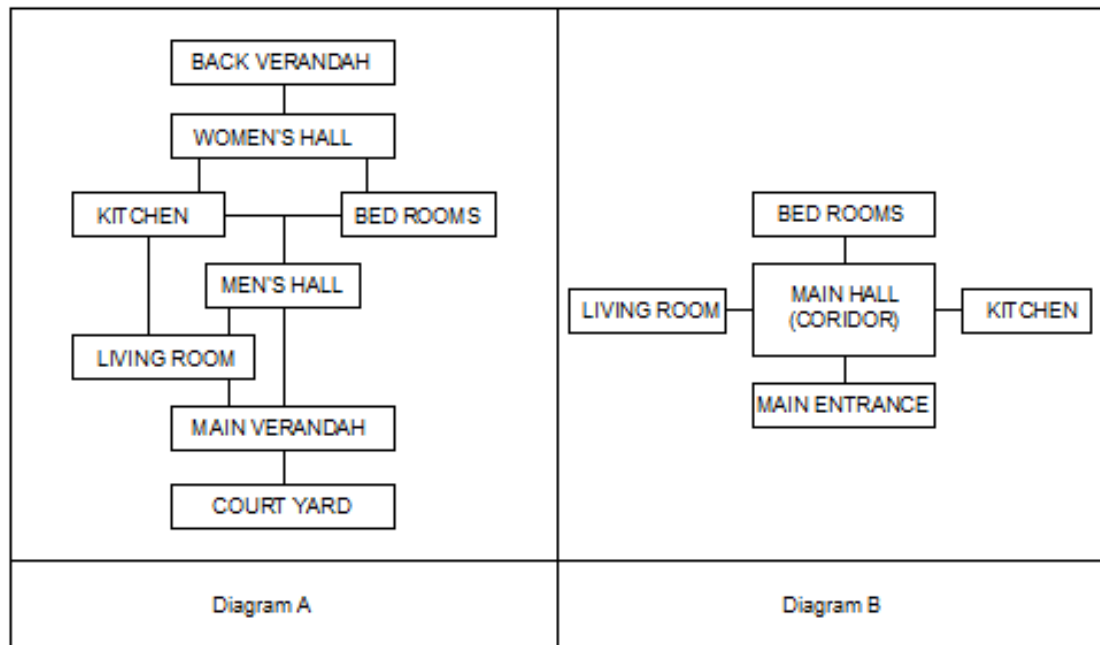 BACK VERANDAH
WOMEN'S HALL
KITCHEN
BED ROOMS
MEN'S HALL
LIVING ROOM
MAIN VERANDAH
COURT YARD
Diagram A
BED ROOMS
LIVING ROOM
MAIN HALL
(CORIDOR)
KITCHEN
MAIN ENTRANCE
Diagram B